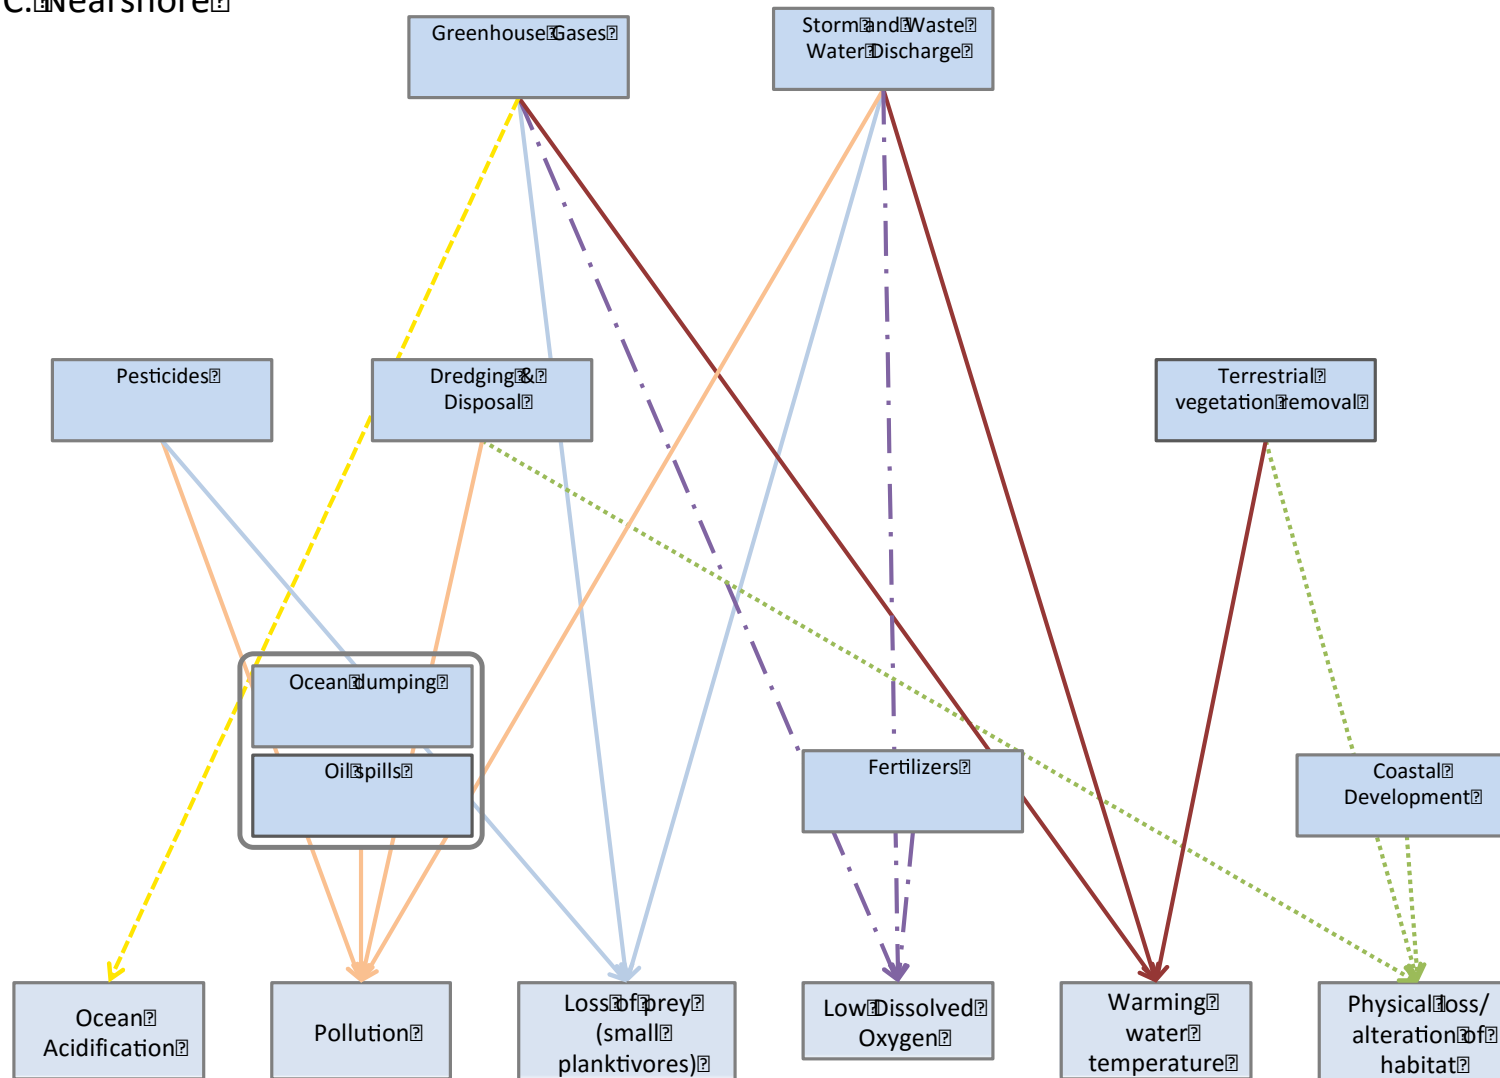 C. Nearshore
Greenhouse Gases
Storm and Waste
Water Discharge
Pesticides
Dredging &
Disposal
Terrestrial
vegetation removal
Ocean dumping
Oil spills
Fertilizers
Coastal
Development
Ocean
Acidification
Pollution
Loss of prey
(small
planktivores)
Low Dissolved
Oxygen
Warming
water
temperature
Physical loss/
alteration of
habitat